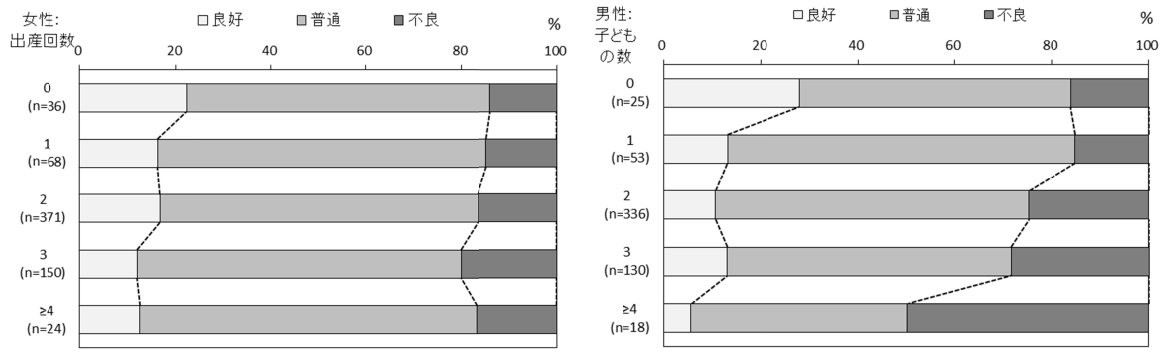 女性:
出産回数
良好 普通 不良
%
0 20 40 60 80 100
0
(n=36)
1
(n=68)
2
(n=371)
3
(n=150)
≥4
(n=24)
男性:
子ども
の数
良好 普通 不良
%
0 20 40 60 80 100
0
(n=25)
1
(n=53)
2
(n=336)
3
(n=130)
≥4
(n=18)